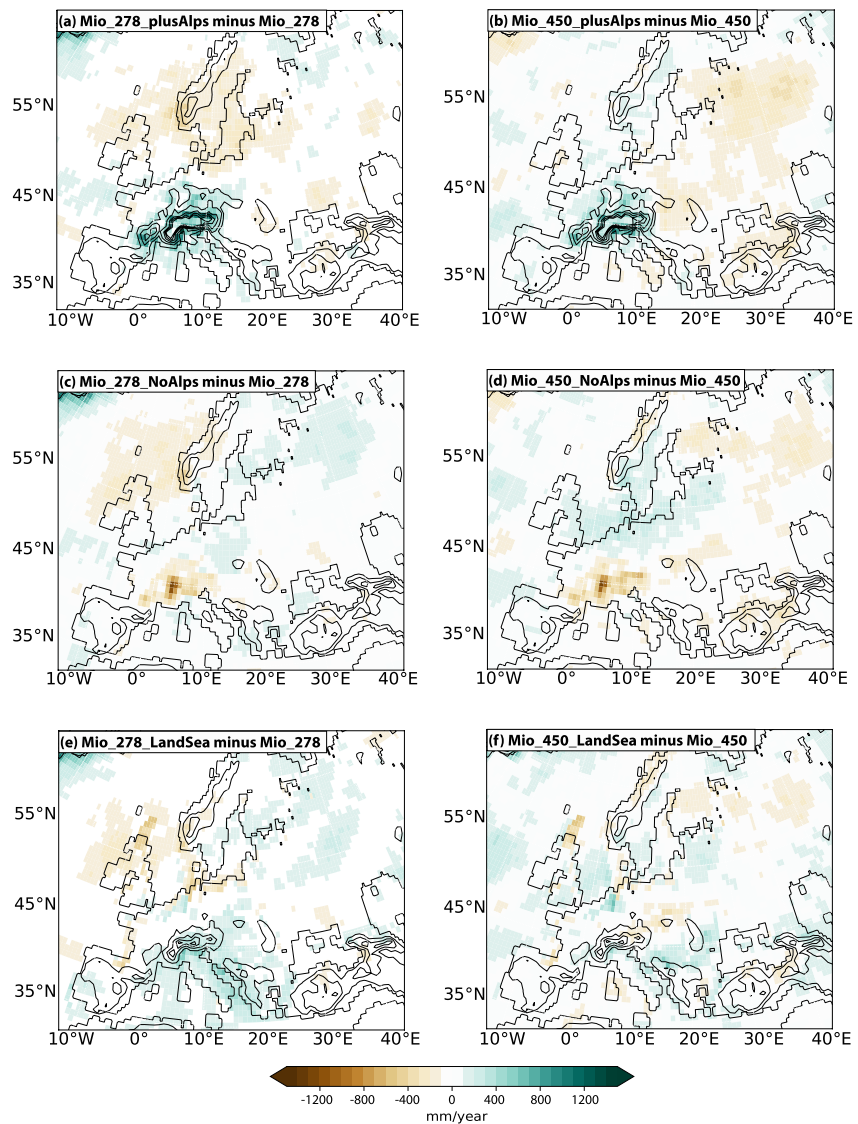 (a) Mio_278_plusAlps minus Mio_278
(b) Mio_450_plusAlps minus Mio_450
55°N
55°N
45°N
45°N
35°N
35°N
10°W 0° 10°E 20°E 30°E 40°E
10°W 0° 10°E 20°E 30°E 40°E
(c) Mio_278_NoAlps minus Mio_278
(d) Mio_450_NoAlps minus Mio_450
55°N
55°N
45°N
45°N
35°N
35°N
10°W 0° 10°E 20°E 30°E 40°E
10°W 0° 10°E 20°E 30°E 40°E
(e) Mio_278_LandSea minus Mio_278
(f) Mio_450_LandSea minus Mio_450
55°N
55°N
45°N
45°N
35°N
35°N
10°W 0° 10°E 20°E 30°E 40°E
10°W 0° 10°E 20°E 30°E 40°E
-1200 -800 -400 0 400 800 1200
mm/year